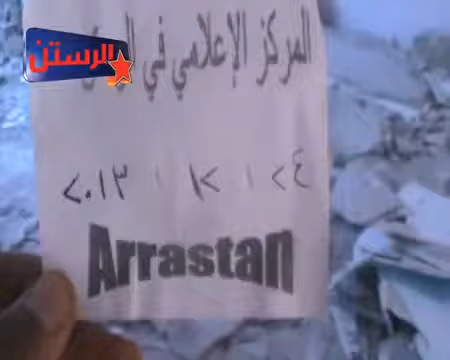 الرستن
المركز الإعلامي في
٢٤ / ١٢ / ٢٠١٣
Arrastan